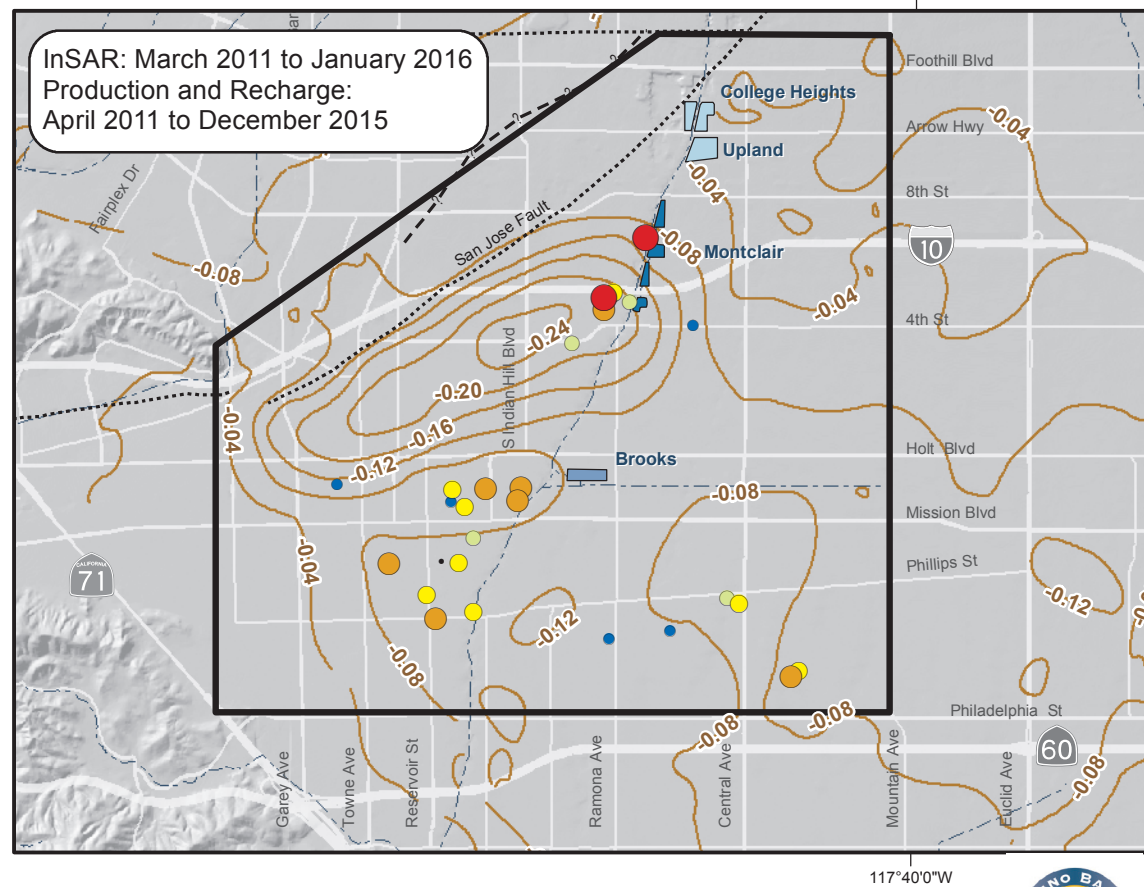 InSAR: March 2011 to January 2016
Production and Recharge:
April 2011 to December 2015
Foothill Blvd
College Heights
Arrow Hwy
-0.04
Upland
Fairplex Dr
-0.04
8th St
San Jose Fault
-0.08
Montclair
10
-0.08
-0.04
4th St
-0.24
S Indian Hill Blvd
-0.20
-0.04
-0.16
-0.12
Holt Blvd
Brooks
-0.08
Mission Blvd
-0.04
Phillips St
CALIFORNIA
71
-0.12
-0.12
-0.08
Philadelphia St
-0.08
-0.08
60
-0.08
Garey Ave
Towne Ave
Reservoir St
Ramona Ave
Central Ave
Mountain Ave
Euclid Ave
117°40'0"W